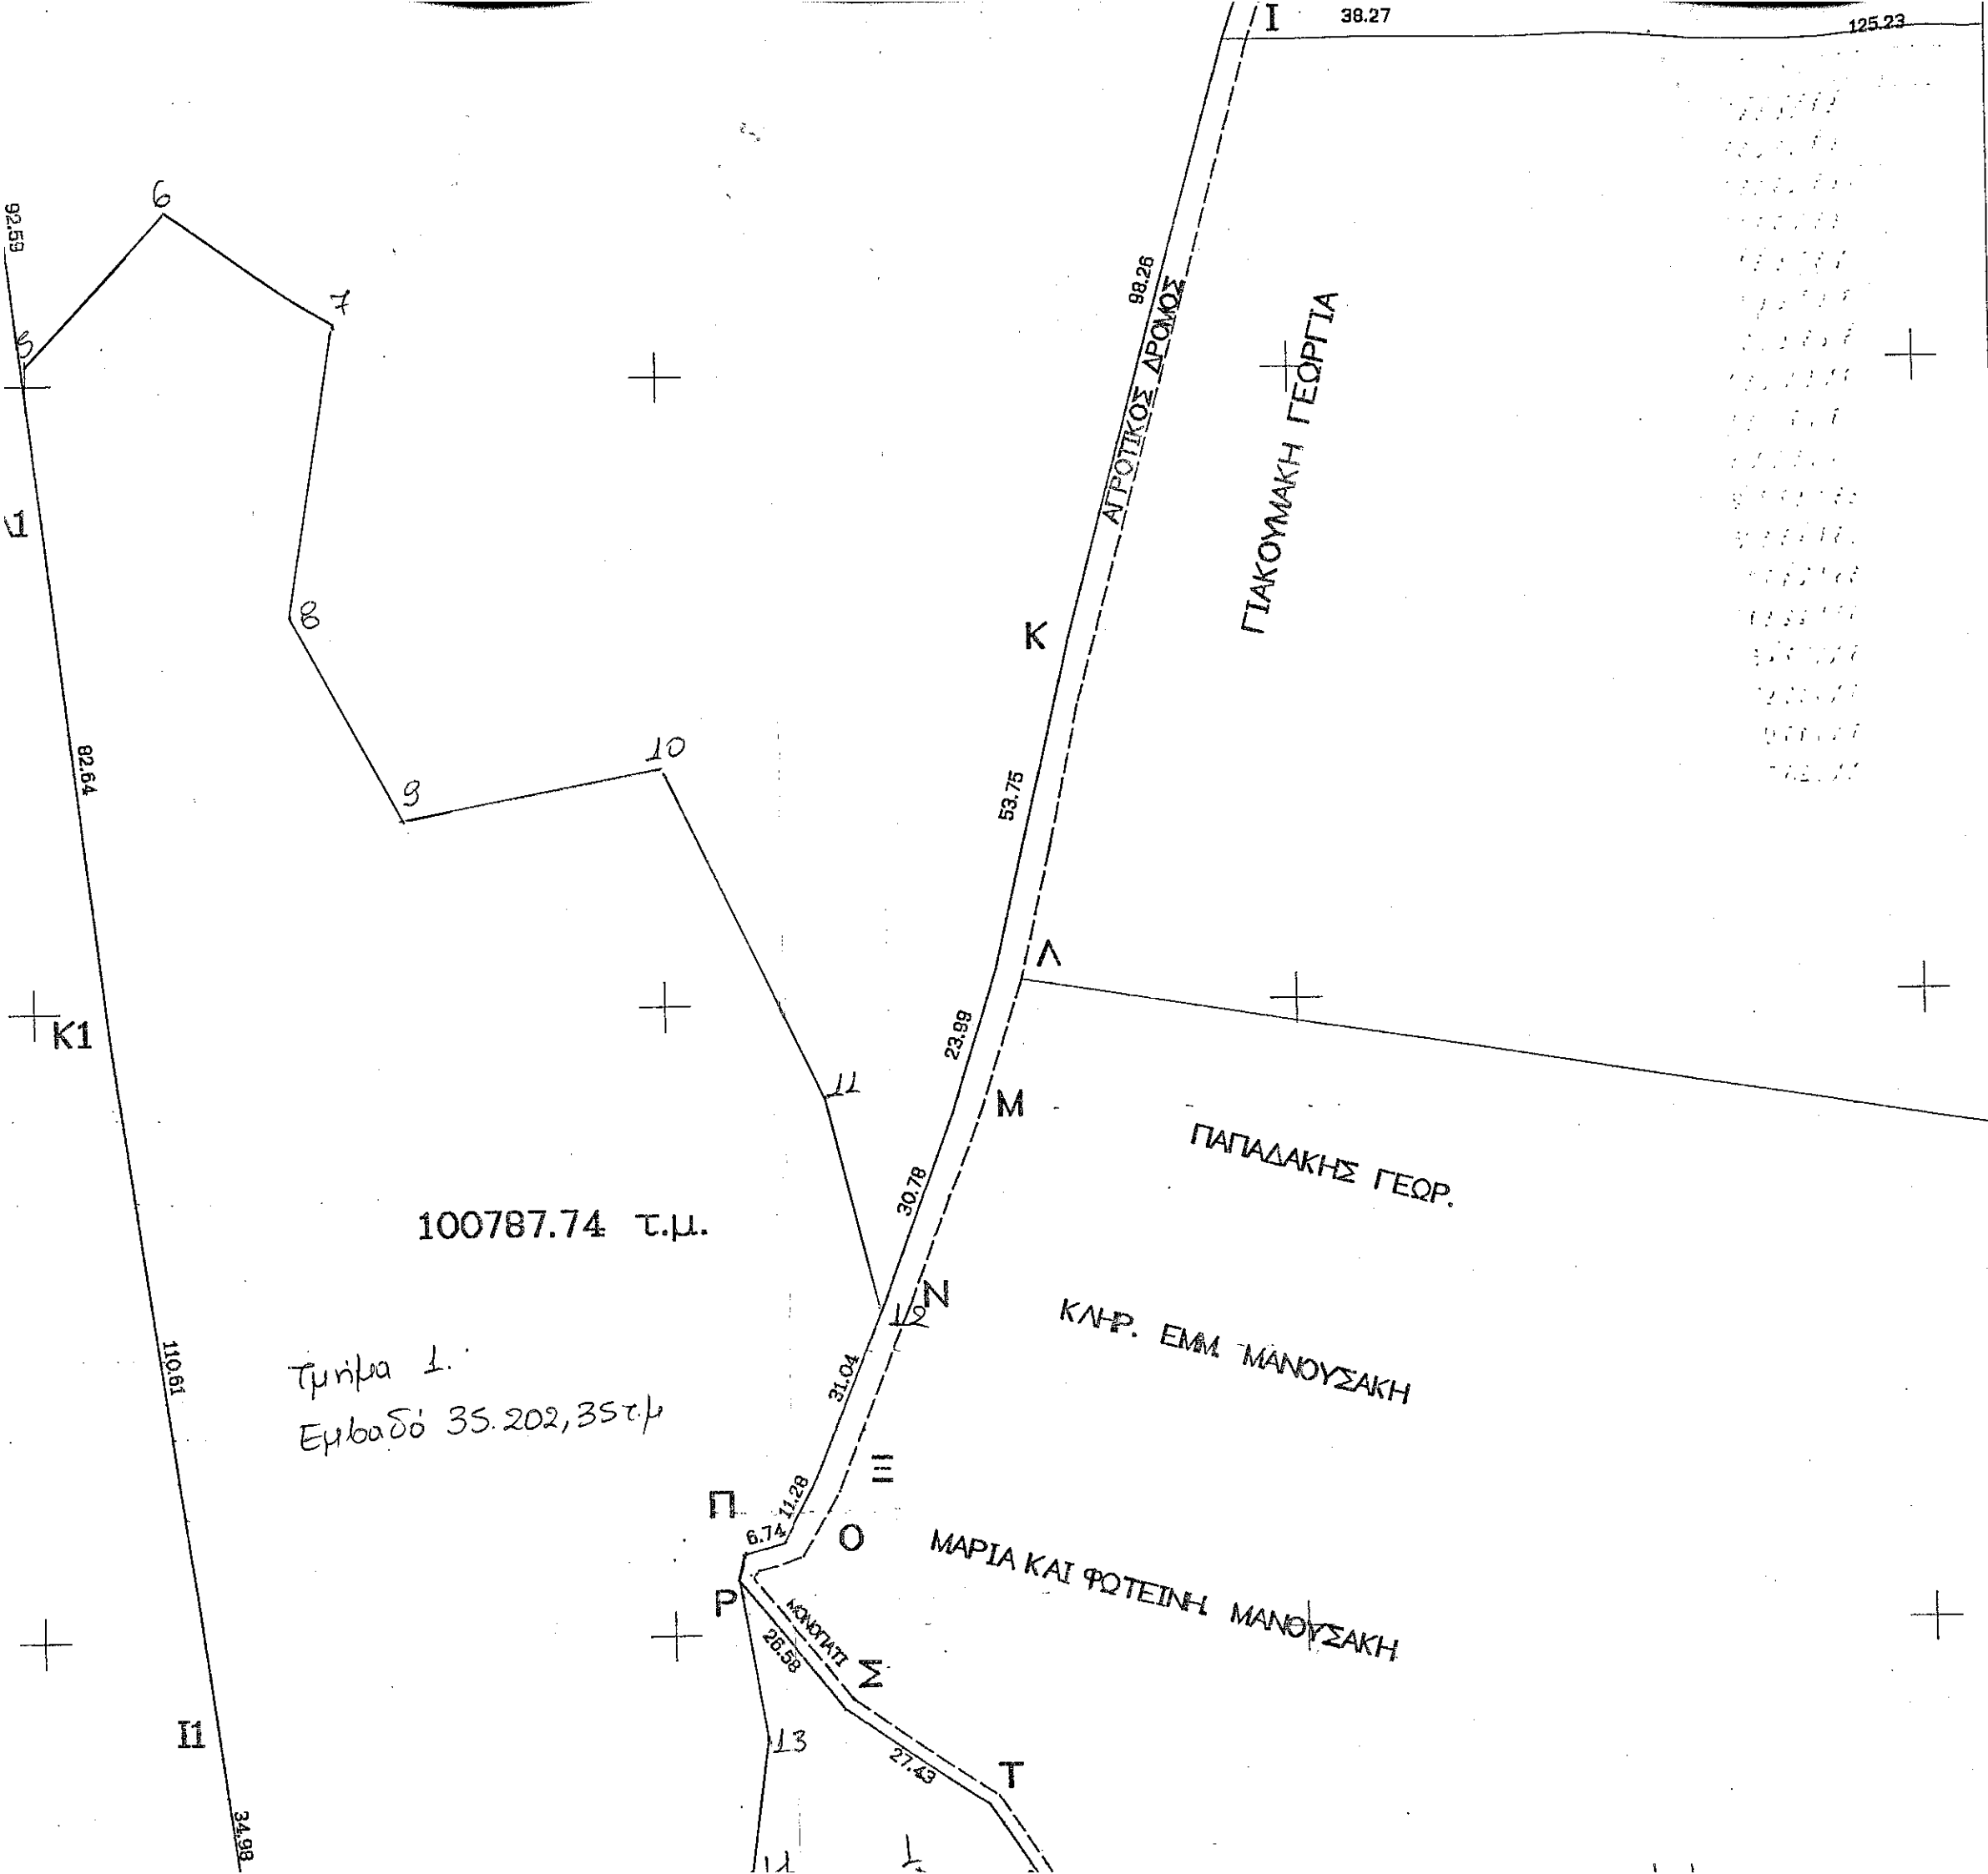 Ι
38.27
125.23
6
92.59
7
5
98.26
ΑΓΡΟΤΙΚΟΣ ΔΡΟΜΟΣ
ΓΙΑΚΟΥΜΑΚΗ ΓΕΩΡΓΙΑ
8
Κ
82.64
10
9
53.75
Λ
Κ1
23.99
11
Μ
ΠΑΠΑΔΑΚΗΣ ΓΕΩΡ.
30.78
100787.74 τ.μ.
Ν
12
ΚΛΗΡ. ΕΜΜ. ΜΑΝΟΥΣΑΚΗ
110.61
Τμήμα 1.
31.04
Εμβαδό 35.202,35 τ.μ
Ξ
Π
11.28
6.74
Ο
ΜΑΡΙΑ ΚΑΙ ΦΩΤΕΙΝΗ ΜΑΝΟΥΣΑΚΗ
Ρ
ΜΟΝΟΠΑΤΙ
26.58
Σ
Ι1
13
27.43
Τ
34.98